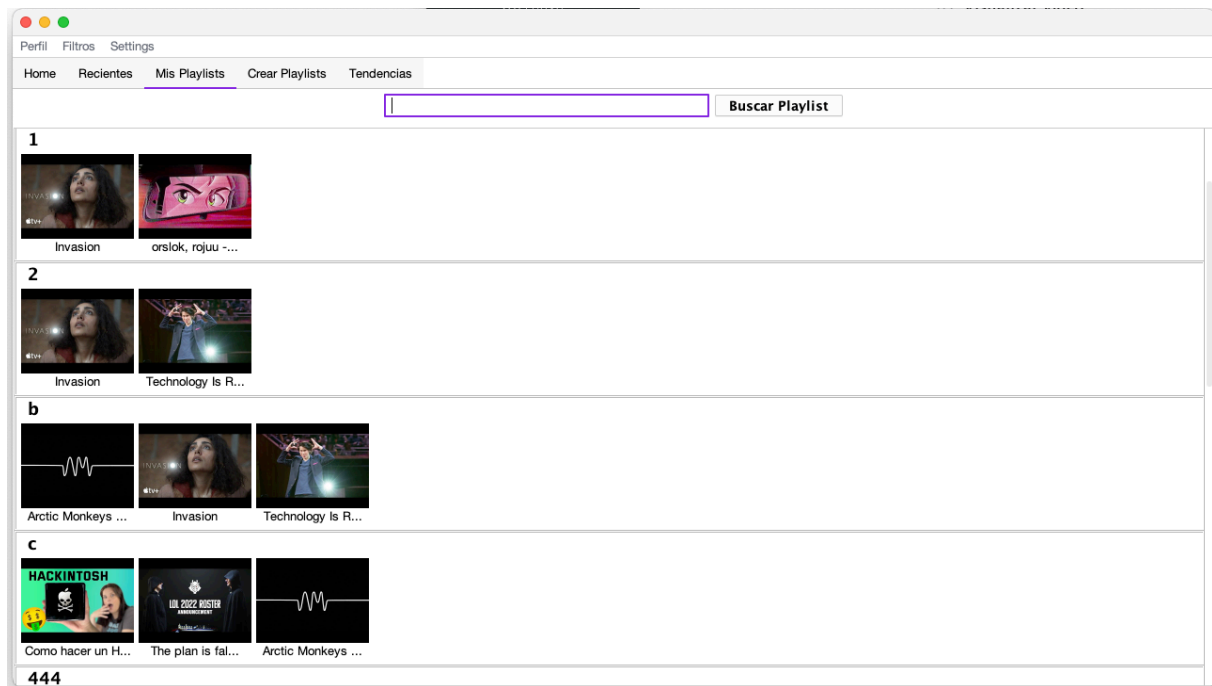 Perfil Filtros Settings
Home Recientes Mis Playlists Crear Playlists Tendencias
Buscar Playlist
1
INVASION
tv+
Invasion
orslok, rojuu -...
2
INVASION
tv+
Invasion
Technology Is R...
b
INVASION
tv+
Arctic Monkeys ...
Invasion
Technology Is R...
c
HACKINTOSH
LOL 2022 ROSTER
ANNOUNCEMENT
Como hacer un H...
The plan is fal...
Arctic Monkeys ...
444